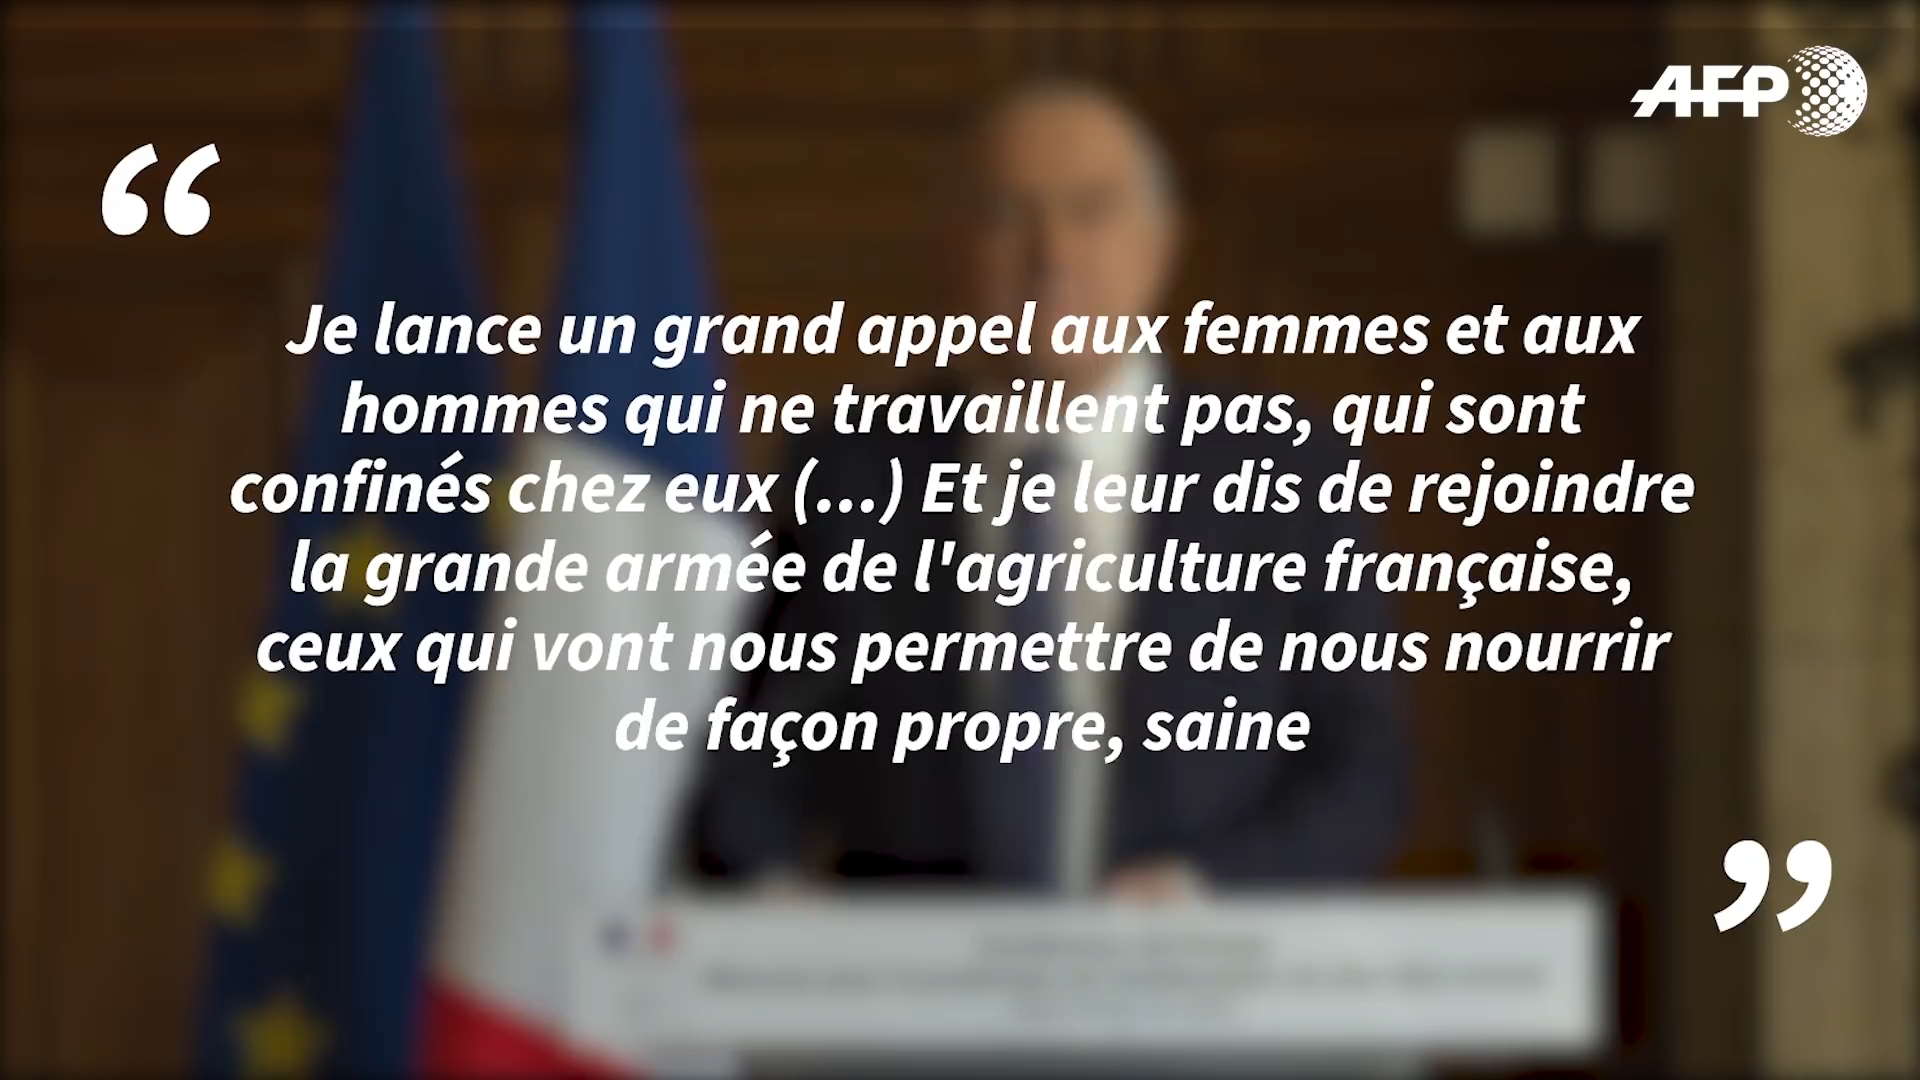 AFP
“
Je lance un grand appel aux femmes et aux
hommes qui ne travaillent pas, qui sont
confinés chez eux (...) Et je leur dis de rejoindre
la grande armée de l'agriculture française,
ceux qui vont nous permettre de nous nourrir
de façon propre, saine
”